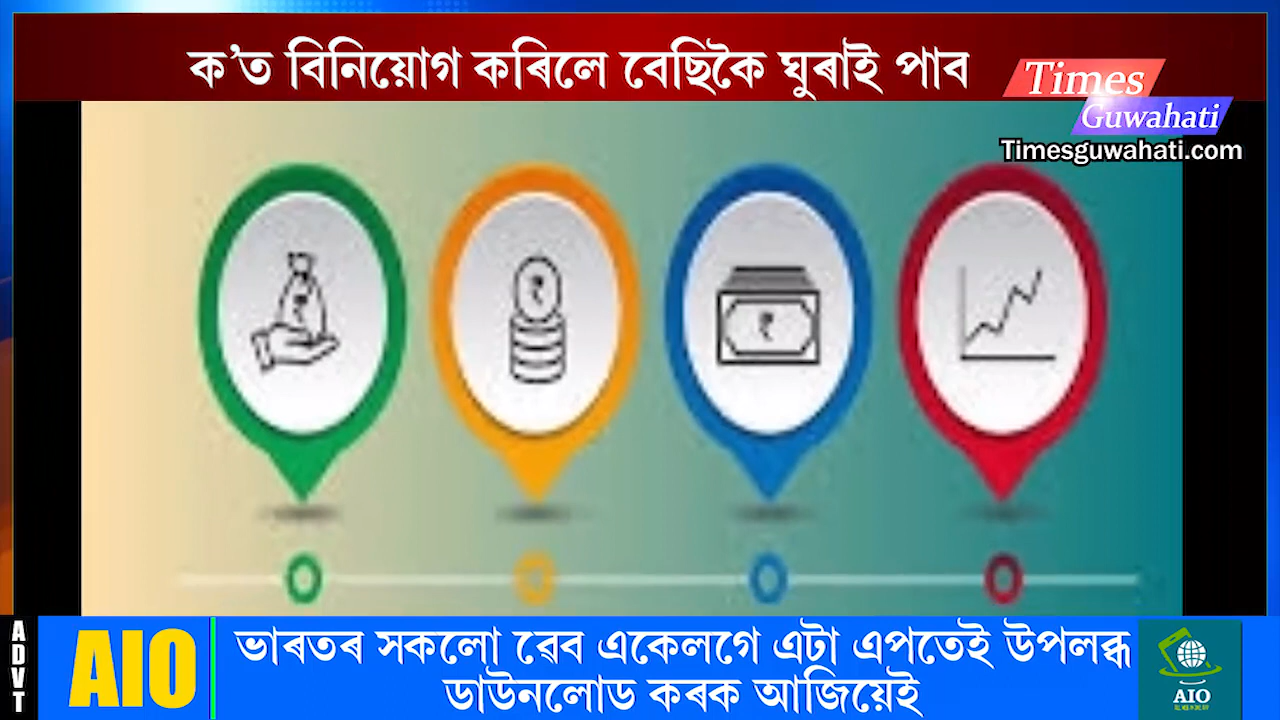 ক'ত বিনিয়োগ কৰিলে বেছিকৈ ঘুৰাই পাব
Times
Guwahati
Timesguwahati.com
ADVT
AIO
ভাৰতৰ সকলো ৱেব একেলগে এটা এপতেই উপলব্ধ
ডাউনলোড কৰক আজিয়েই
AIO